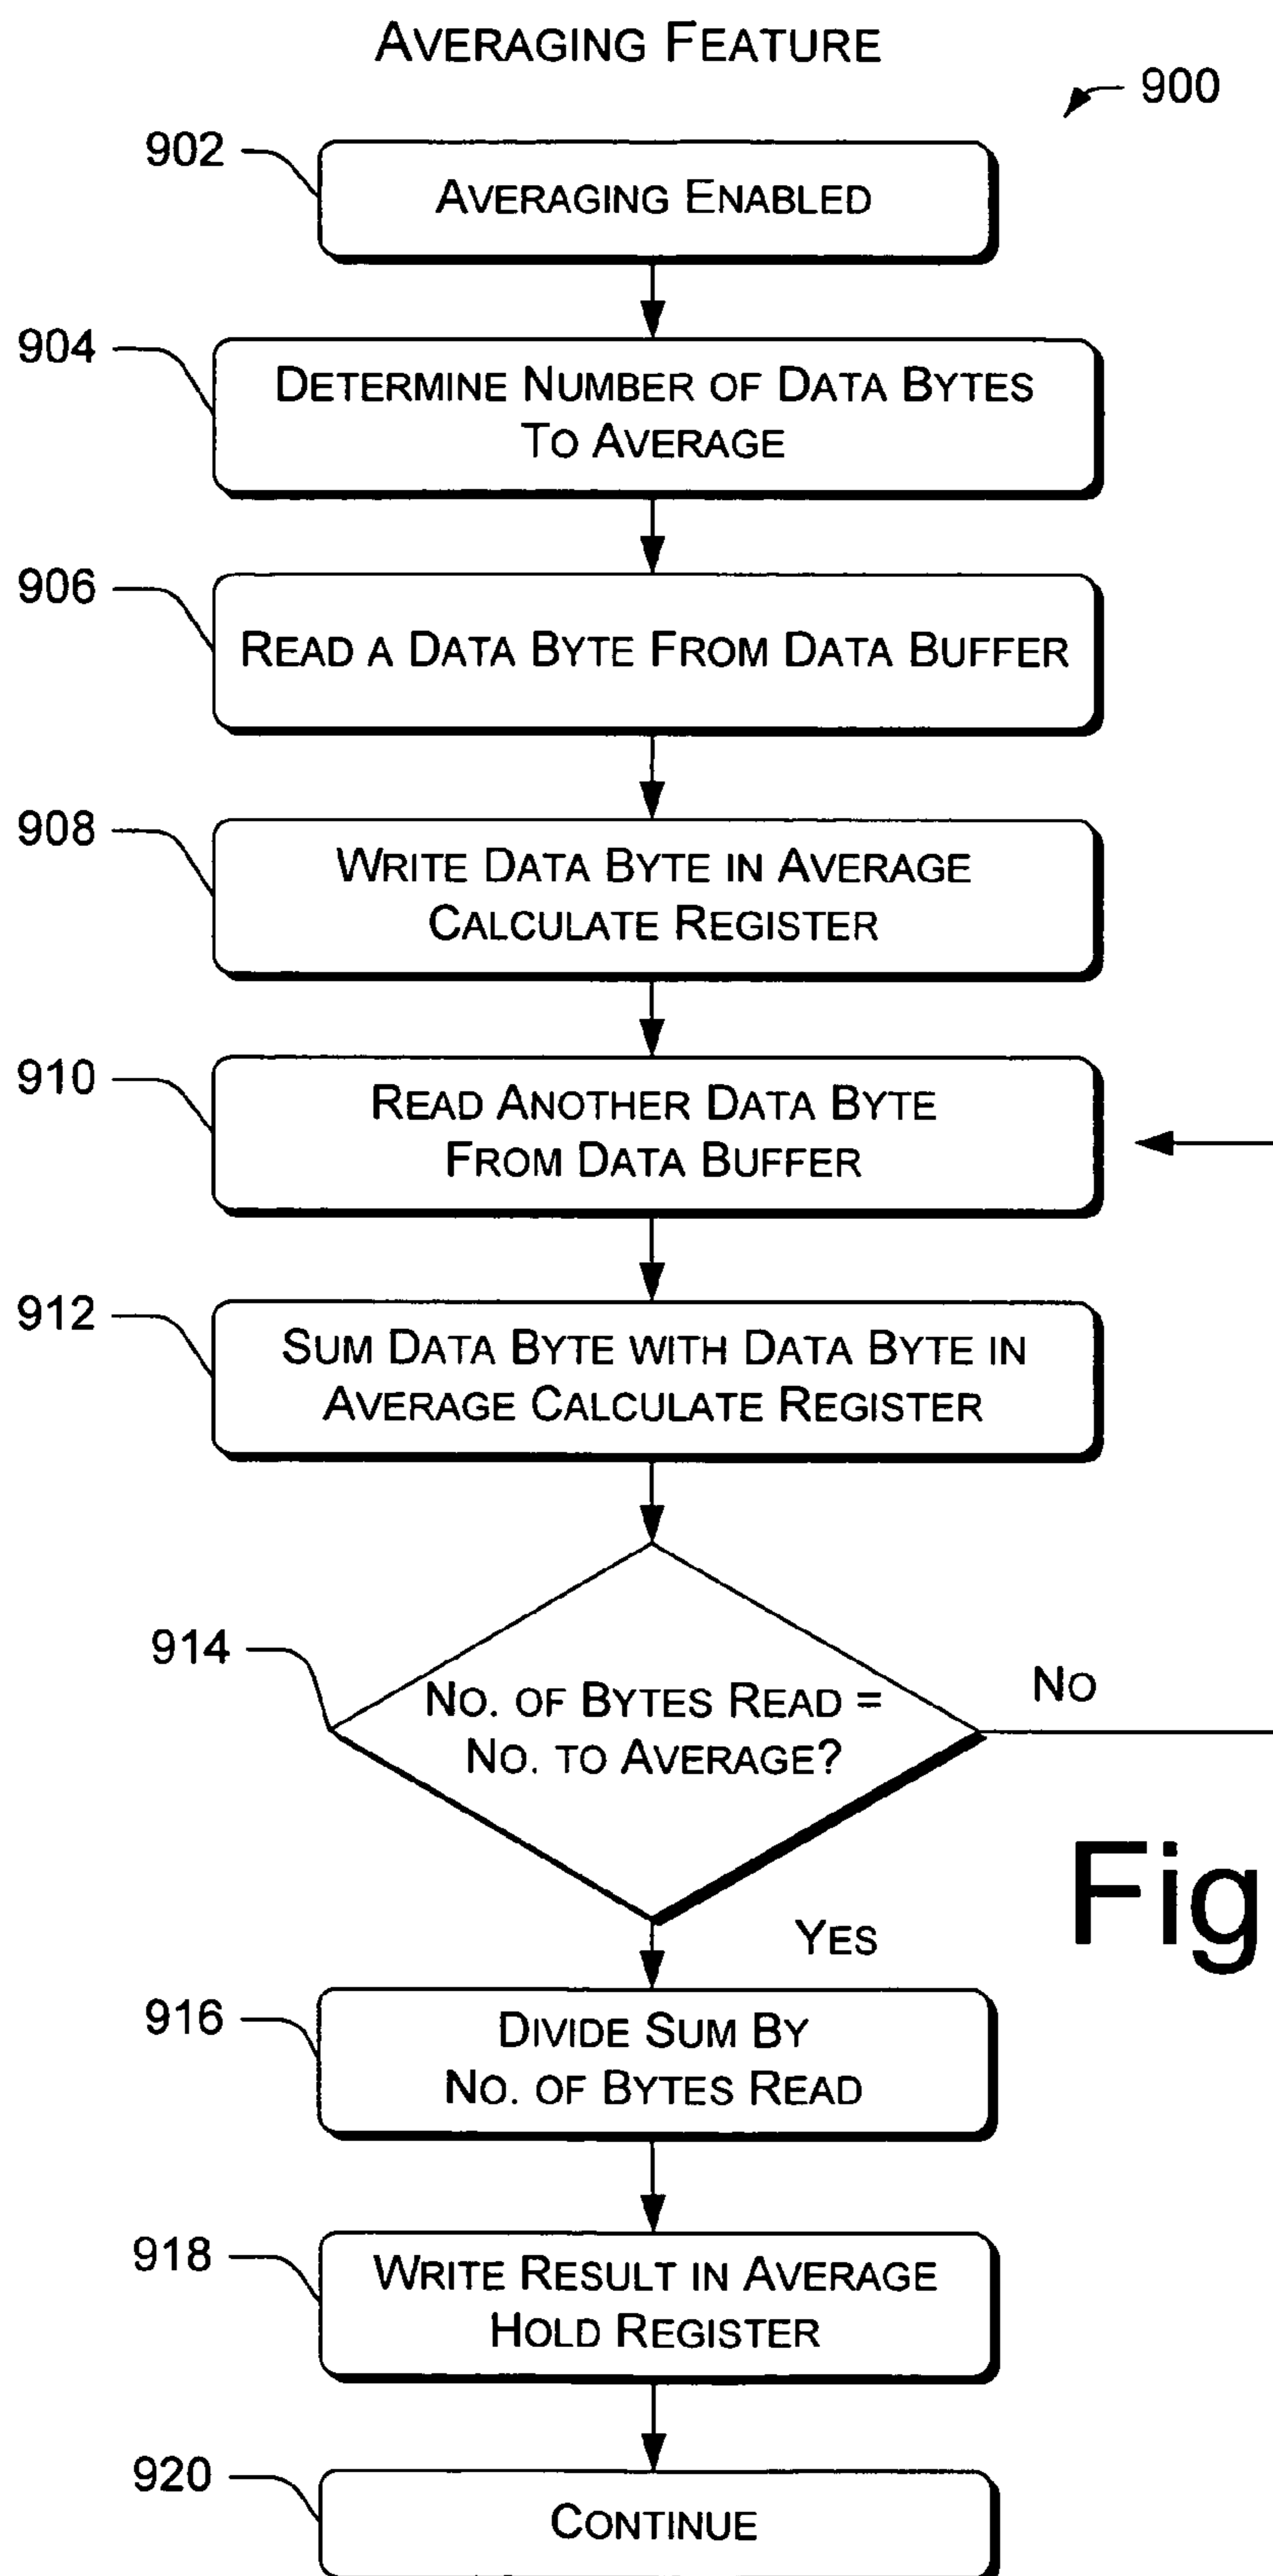 AVERAGING FEATURE
900
902
AVERAGING ENABLED
904
DETERMINE NUMBER OF DATA BYTES
TO AVERAGE
906
READ A DATA BYTE FROM DATA BUFFER
908
WRITE DATA BYTE IN AVERAGE
CALCULATE REGISTER
910
READ ANOTHER DATA BYTE
FROM DATA BUFFER
912
SUM DATA BYTE WITH DATA BYTE IN
AVERAGE CALCULATE REGISTER
914
NO. OF BYTES READ =
NO. TO AVERAGE?
NO
Fig
YES
916
DIVIDE SUM BY
NO. OF BYTES READ
918
WRITE RESULT IN AVERAGE
HOLD REGISTER
920
CONTINUE